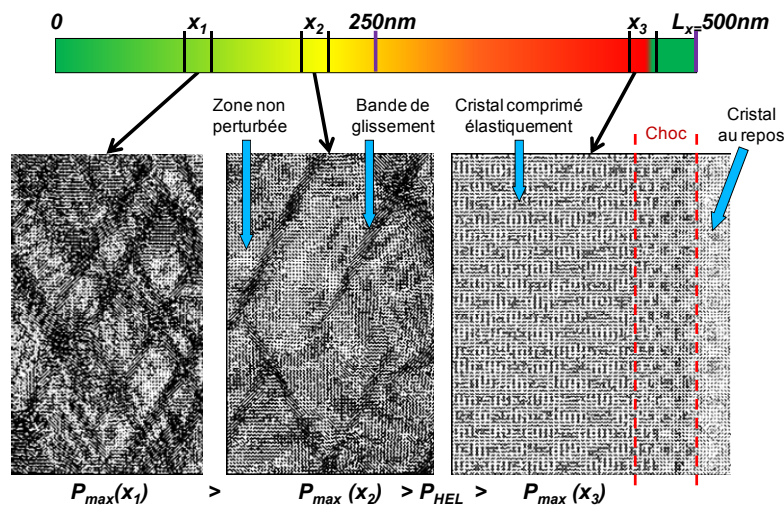 0 x1 x2 250nm x3 Lx=500nm
Zone non
perturbée
Bande de
glissement
Cristal comprimé
élastiquement
Choc
Cristal
au repos
Pmax(x1) > Pmax (x2) > PHEL > Pmax (x3)